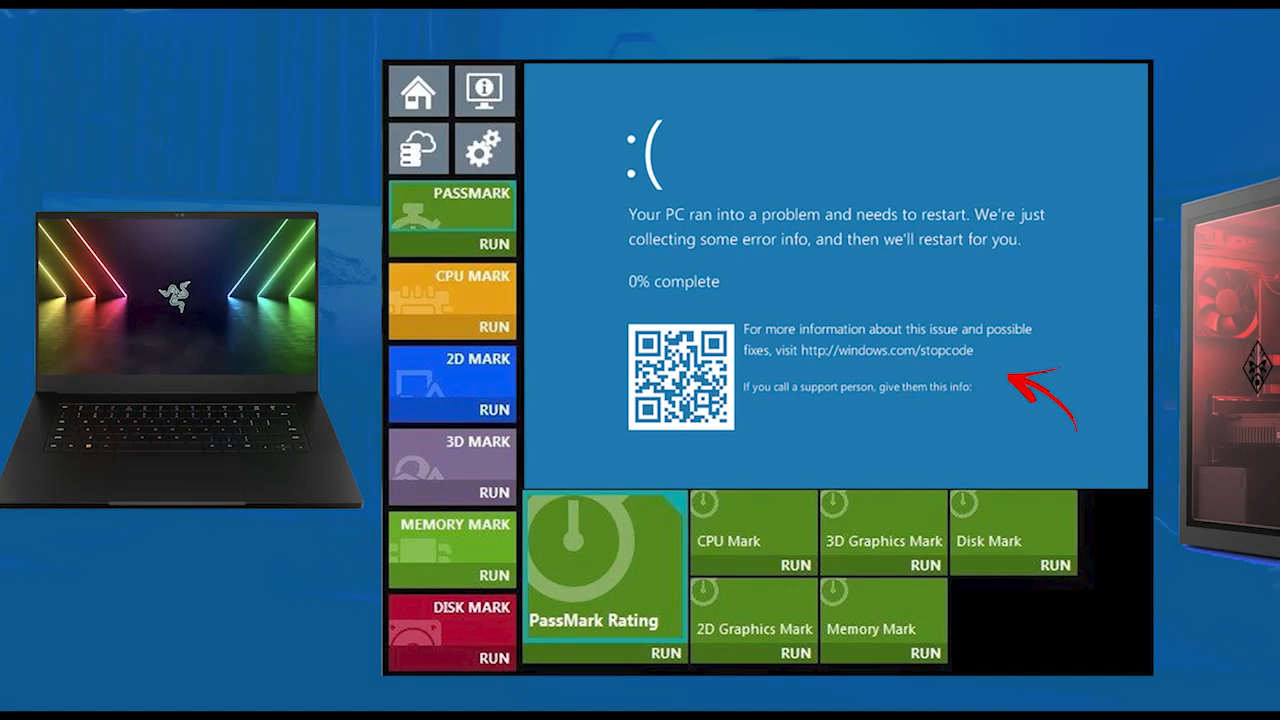 PASSMARK
RUN
CPU MARK
RUN
2D MARK
RUN
3D MARK
RUN
MEMORY MARK
RUN
DISK MARK
RUN
:(
Your PC ran into a problem and needs to restart. We're just
collecting some error info, and then we'll restart for you.
0% complete
For more information about this issue and possible
fixes, visit http://windows.com/stopcode
If you call a support person, give them this info:
PassMark Rating
RUN
CPU Mark
RUN
3D Graphics Mark
RUN
Disk Mark
RUN
2D Graphics Mark
RUN
Memory Mark
RUN